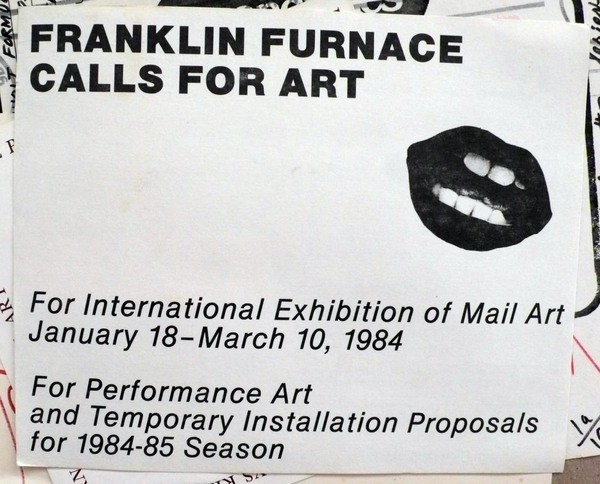 FRANKLIN FURNACE
CALLS FOR ART
For International Exhibition of Mail Art
January 18–March 10, 1984
For Performance Art
and Temporary Installation Proposals
for 1984-85 Season